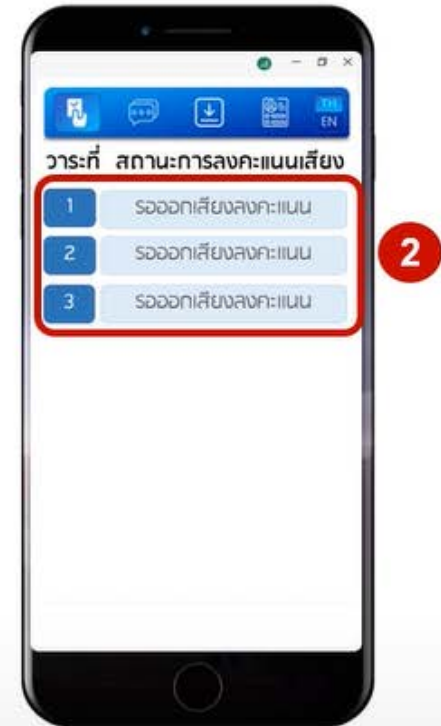 TH
EN
วาระที่ สถานะการลงคะแนนเสียง
1 รอออกเสียงลงคะแนน
2 รอออกเสียงลงคะแนน
3 รอออกเสียงลงคะแนน
2